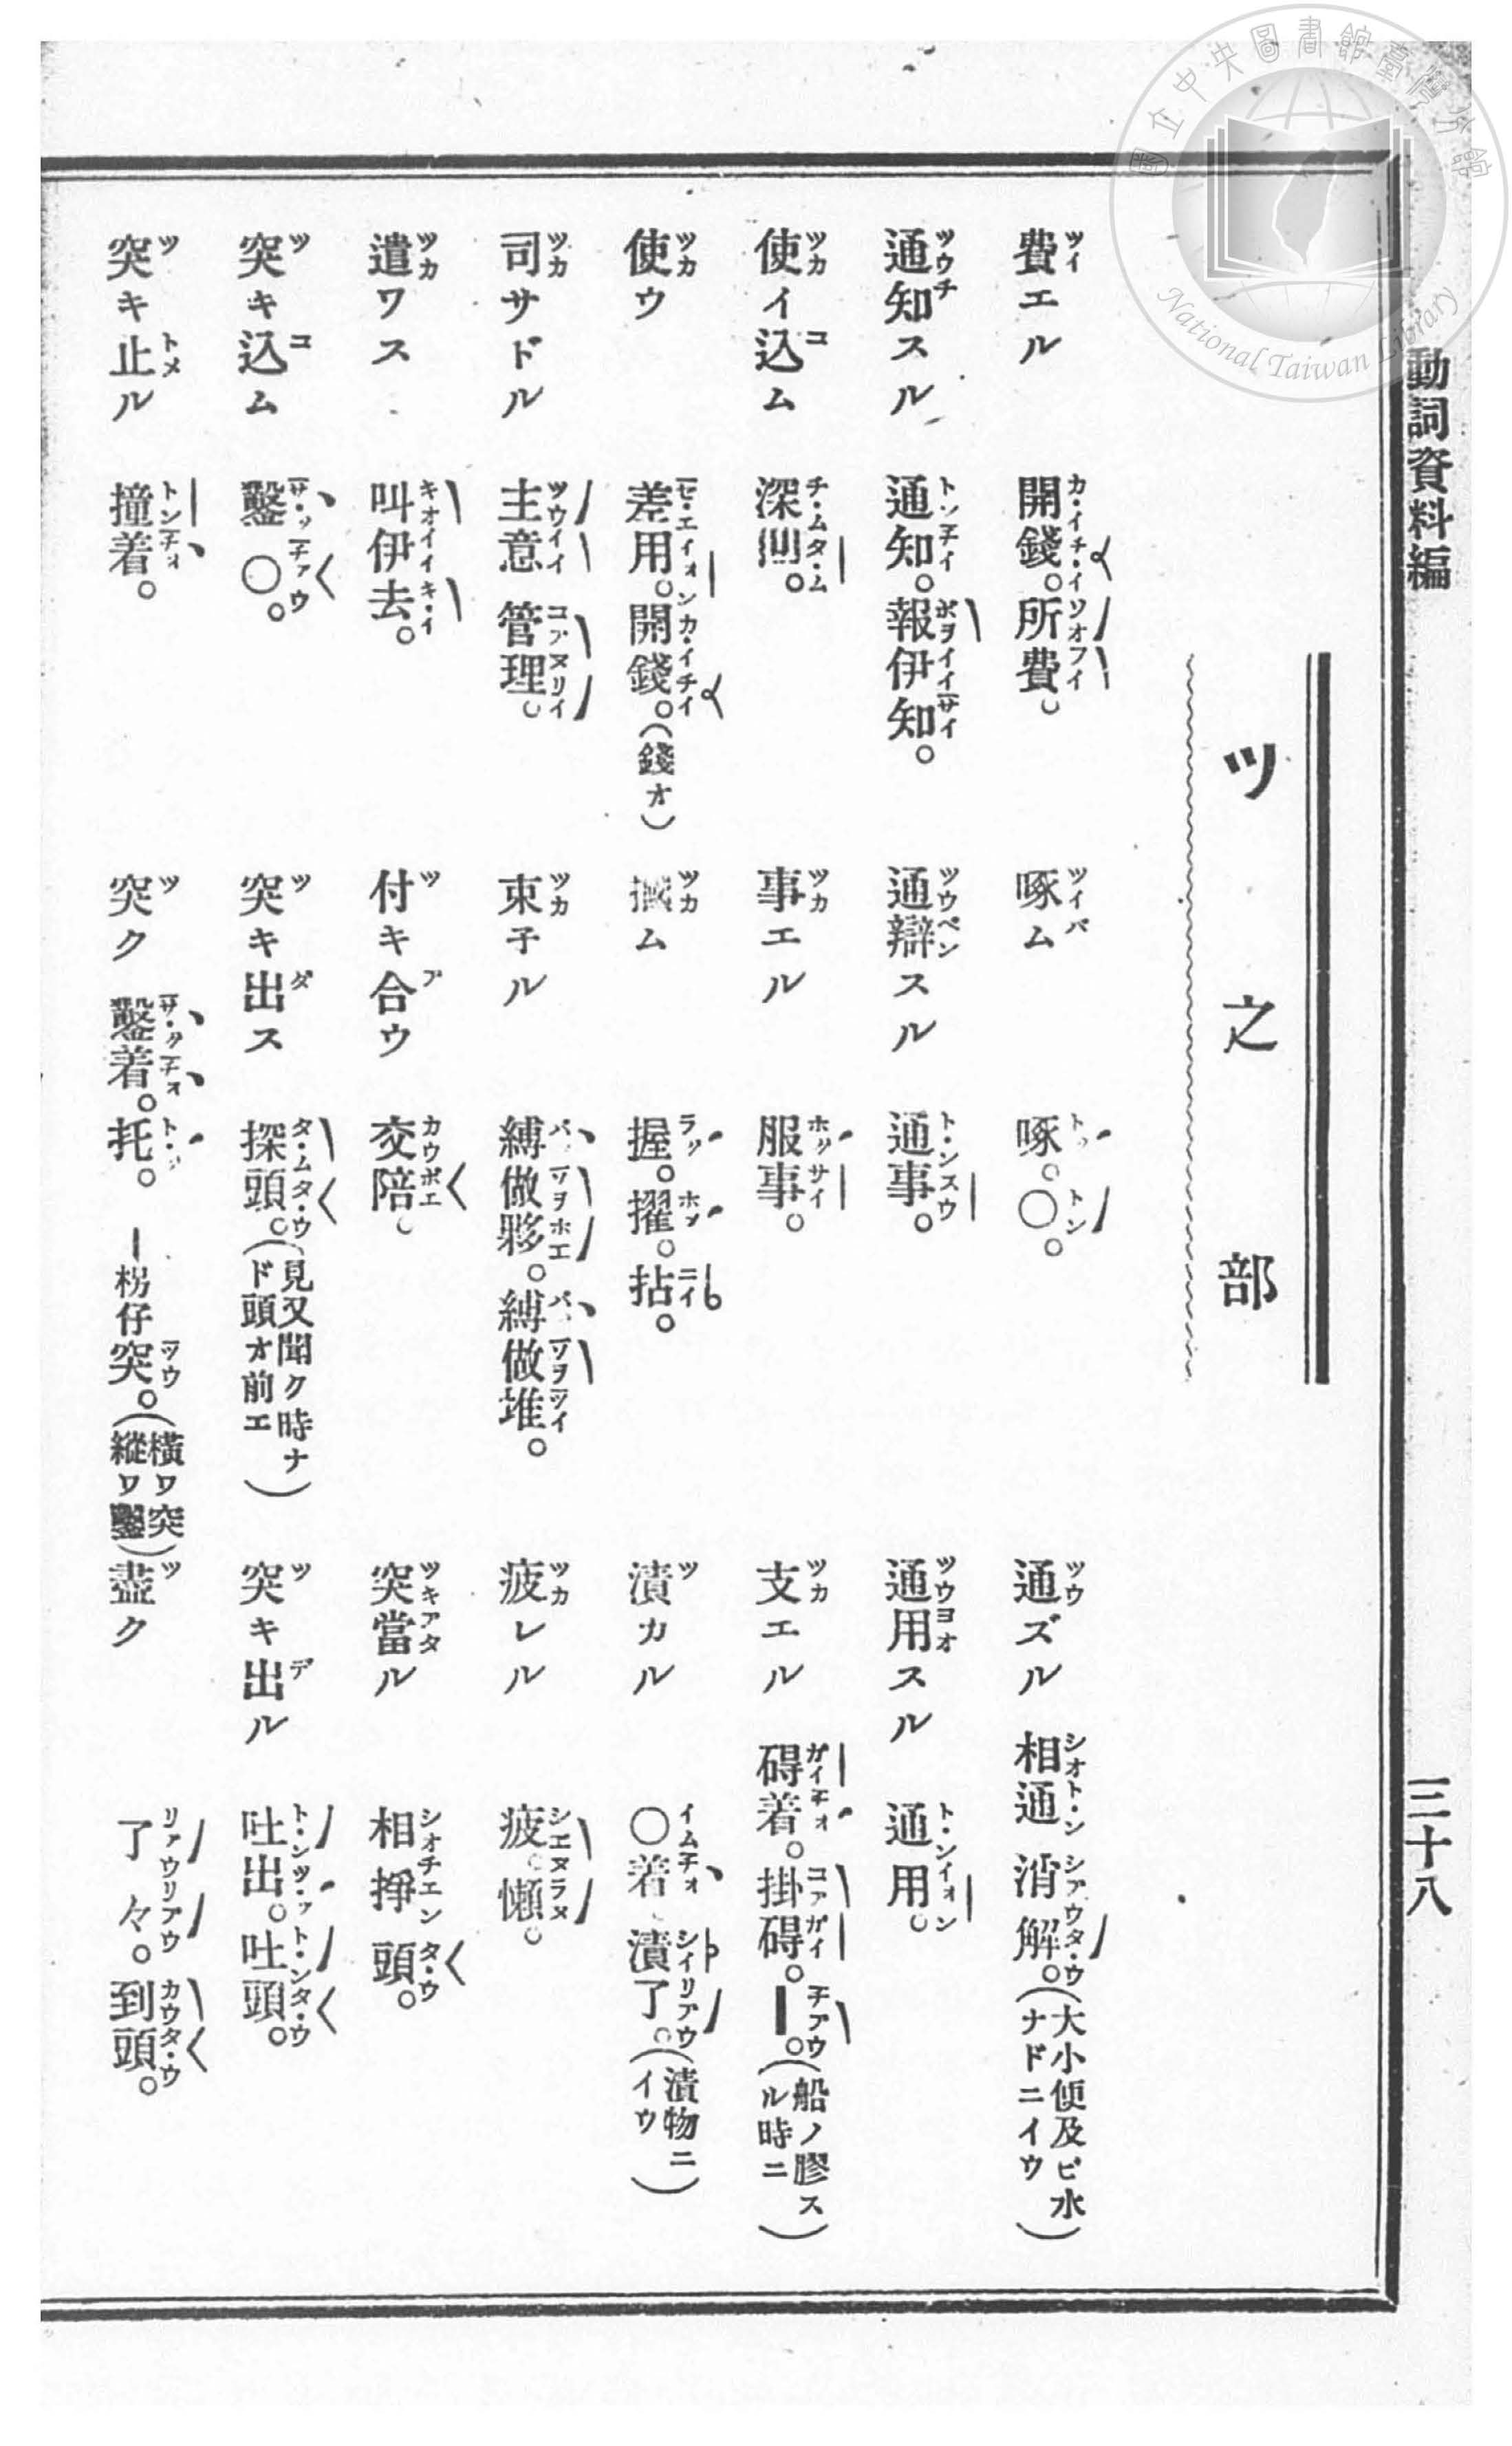 動詞資料編
三十八
ツ之部
費エル 開錢。所費。
啄ム 啄。〇。
通ズル 相通 消解。(大小便及ビ水ナドニイウ)
通知スル 通知。報伊知。
通辯スル 通事。
通用スル 通用。
使イ込ム 深。
事エル 服事。
支エル 碍着。掛碍。ー。(船ノ膠スル時ニ)
使ウ 差用。開錢。(錢オ)
摑ム 握。擢。拈。
漬カル 〇着 漬了。(漬物ニイウ)
司サドル 主意 管理。
束子ル 縛做夥。縛做堆。
疲レル 疲。懶。
遣ワス 叫伊去。
付キ合ウ 交陪。
突當ル 相掙頭。
突キ込ム 鑿〇。
突キ出ス 探頭。(見又聞ク時ナド頭オ前エ)
突キ出ル 吐出。吐頭。
突キ止ル 撞着。
突ク 鑿着。托。ー柺仔突。(橫ワ突縱ワ鑿)
盡ク 了々。到頭。
國立中央圖書館臺灣分館
National Taiwan Library